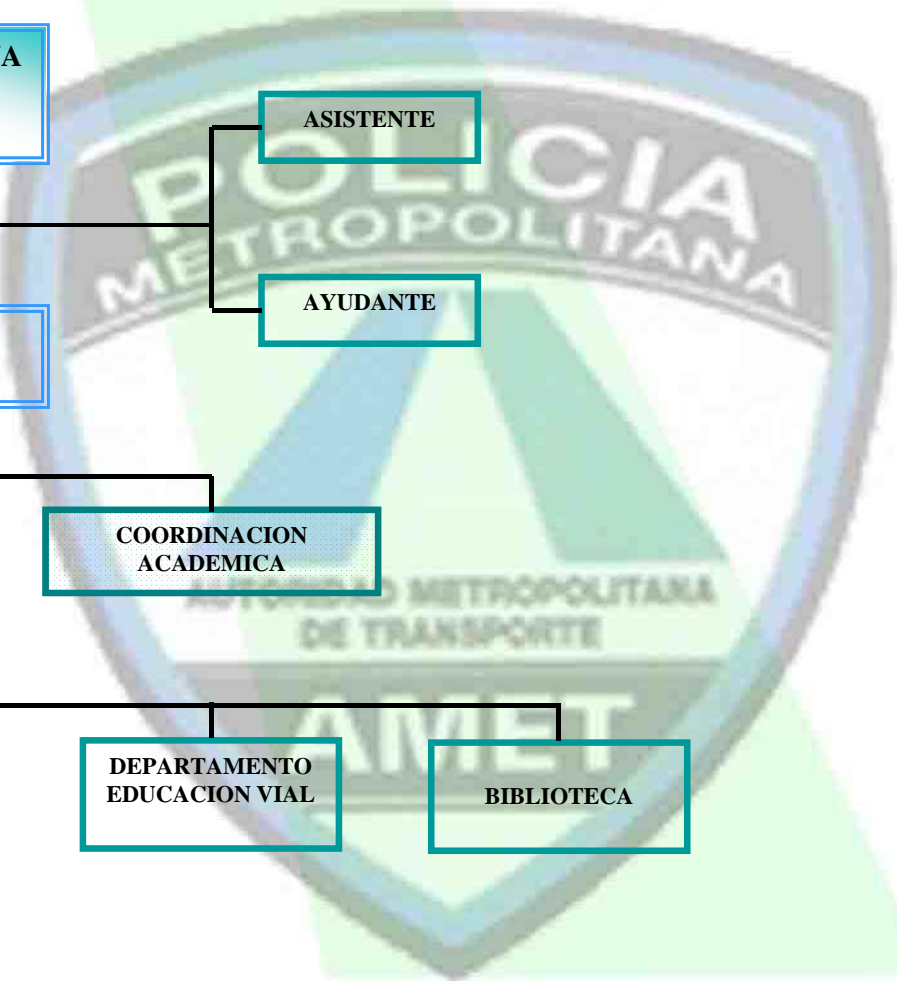 ASISTENTE
POLICIA
METROPOLITANA
AYUDANTE
COORDINACION
ACADEMICA
AUTORIDAD METROPOLITANA
DE TRANSPORTE
AMET
DEPARTAMENTO
EDUCACION VIAL
BIBLIOTECA